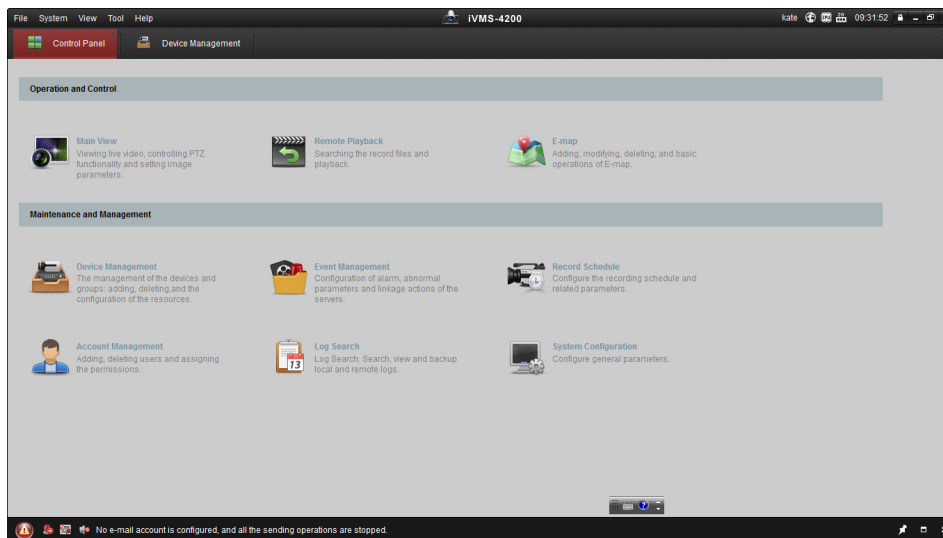 File System View Tool Help
iVMS-4200
kate 09:31:52
Control Panel
Device Management
Operation and Control
Main View
Viewing live video, controlling PTZ
functionality and setting image
parameters.
Remote Playback
Searching the record files and
playback.
E-map
Adding, modifying, deleting, and basic
operations of E-map.
Maintenance and Management
Device Management
The management of the devices and
groups: adding, deleting,and the
configuration of the resources.
Event Management
Configuration of alarm, abnormal
parameters and linkage actions of the
servers.
Record Schedule
Configure the recording schedule and
related parameters.
Account Management
Adding, deleting users and assigning
the permissions.
13
Log Search
Log Search: Search, view and backup
local and remote logs.
System Configuration
Configure general parameters.
No e-mail account is configured, and all the sending operations are stopped.